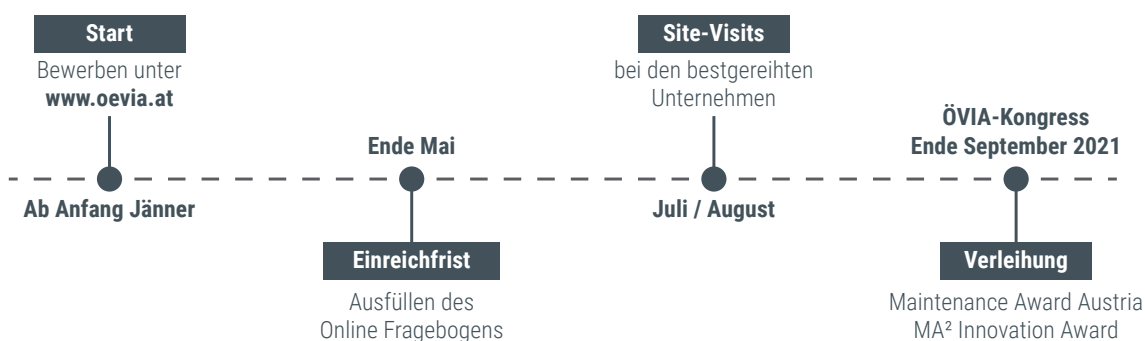 Start
Bewerben unter
www.oevia.at
Ab Anfang Jänner
Ende Mai
Einreichfrist
Ausfüllen des
Online Fragebogens
Site-Visits
bei den bestgereihten
Unternehmen
Juli / August
ÖVIA-Kongress
Ende September 2021
Verleihung
Maintenance Award Austria
MA² Innovation Award